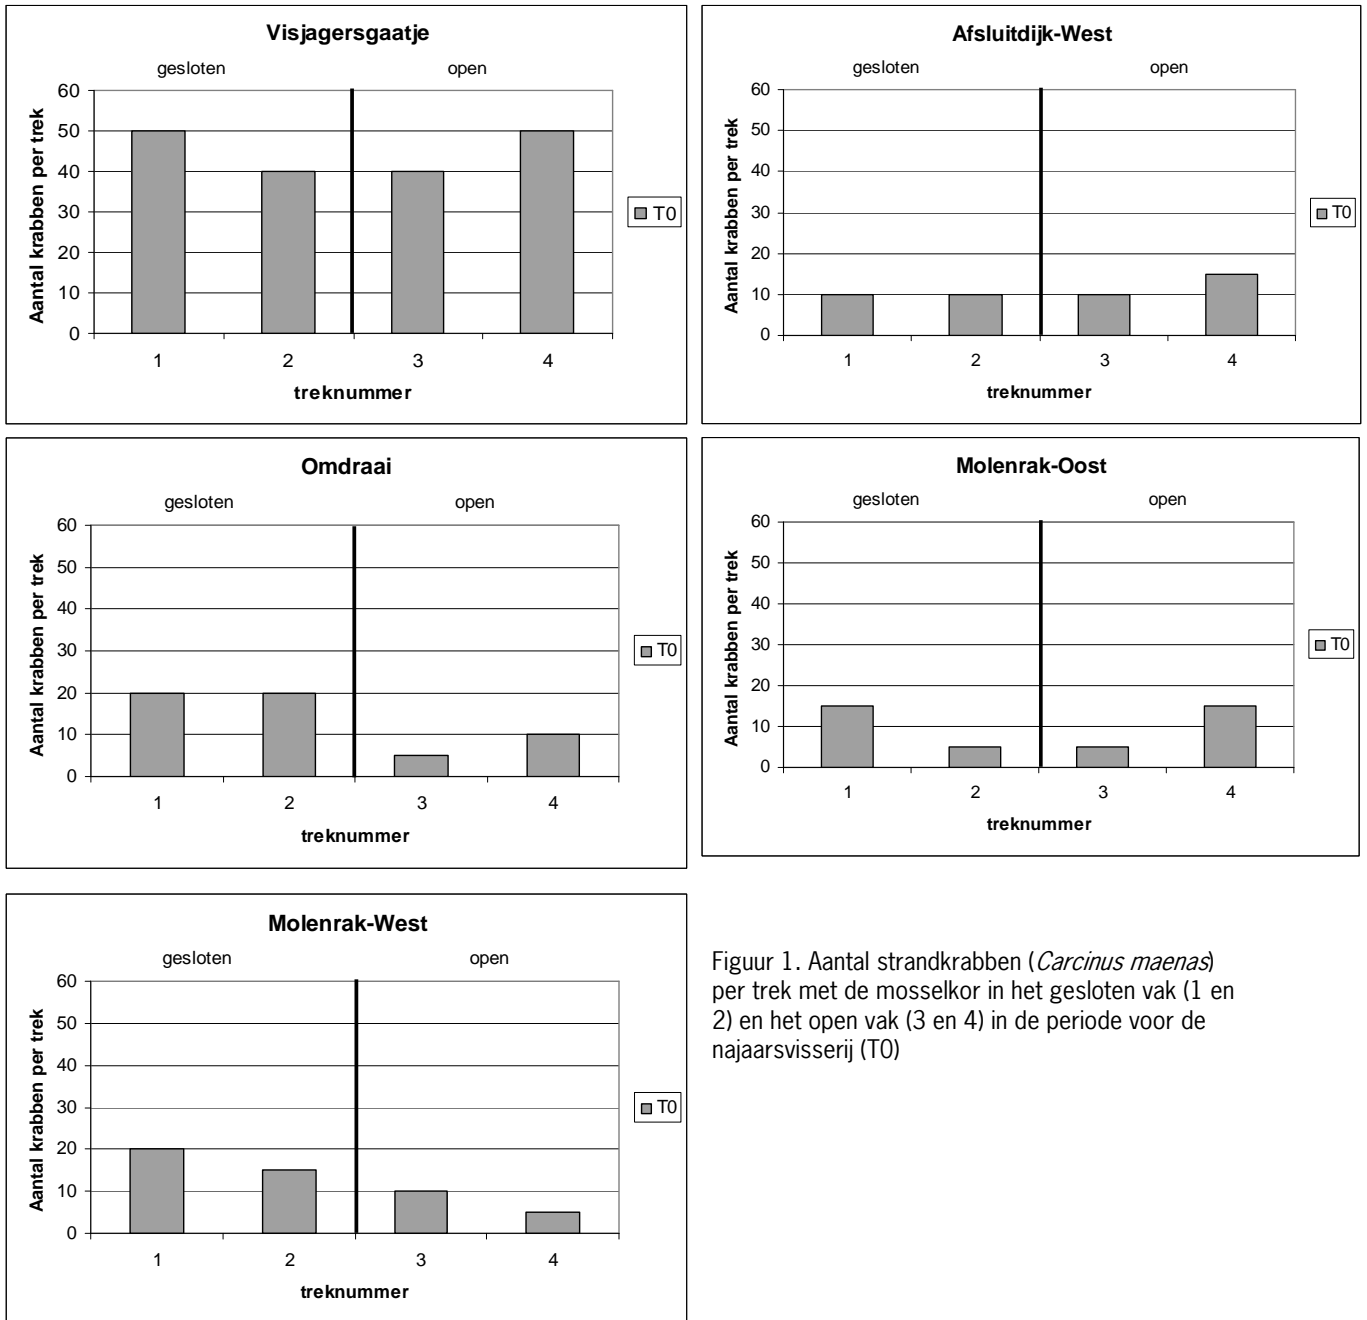 Visjagersgaatje
gesloten open
Aantal krabben per trek
60
50
40
30
20
10
0
1 2 3 4
treknummer
T0
Afsluitdijk-West
gesloten open
Aantal krabben per trek
60
50
40
30
20
10
0
1 2 3 4
treknummer
T0
Omdraai
gesloten open
Aantal krabben per trek
60
50
40
30
20
10
0
1 2 3 4
treknummer
T0
Molenrak-Oost
gesloten open
Aantal krabben per trek
60
50
40
30
20
10
0
1 2 3 4
treknummer
T0
Molenrak-West
gesloten open
Aantal krabben per trek
60
50
40
30
20
10
0
1 2 3 4
treknummer
T0
Figuur 1. Aantal strandkrabben (Carcinus maenas)
per trek met de mosselkor in het gesloten vak (1 en
2) en het open vak (3 en 4) in de periode voor de
najaarsvisserij (T0)